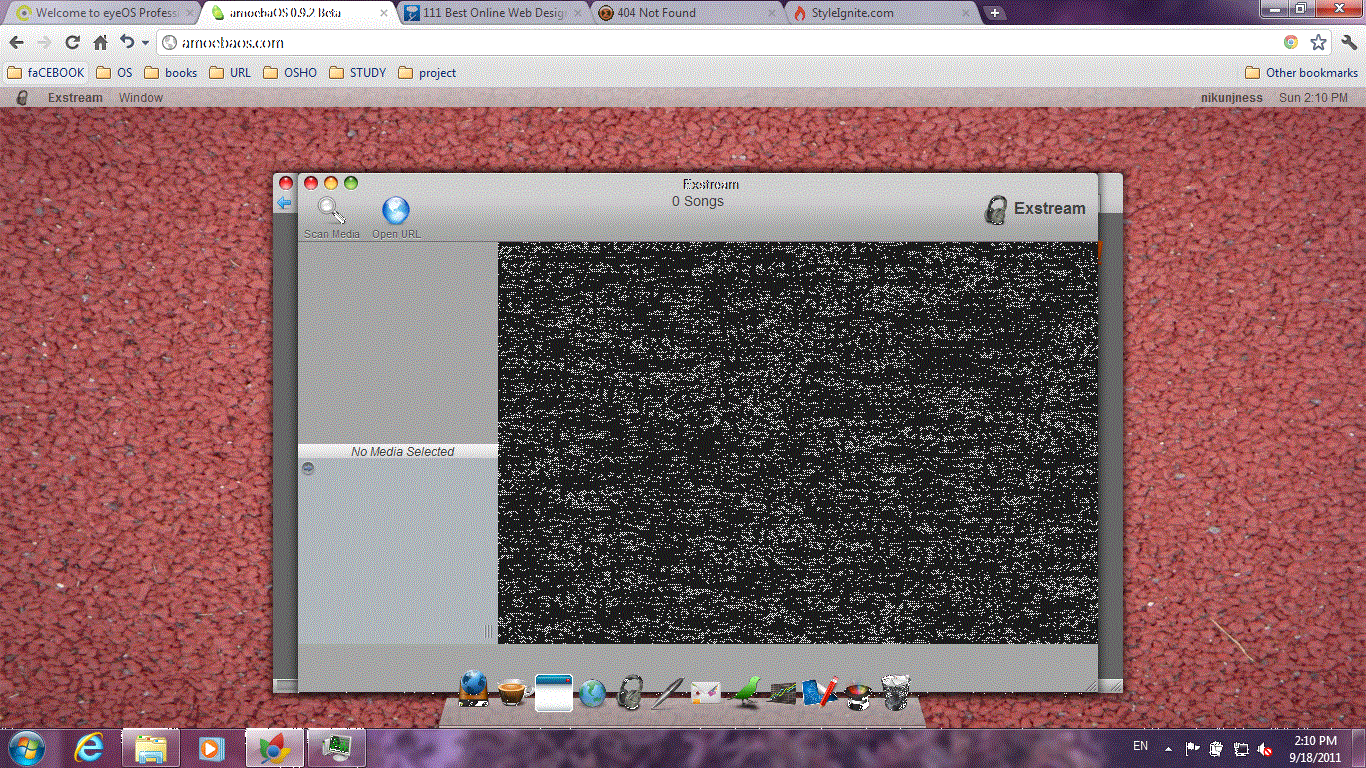 Welcome to eyeOS Profess
amoebaOS 0.9.2 Beta
111 Best Online Web Desig
404 Not Found
StyleIgnite.com
amoebaos.com
faCEBOOK
OS
books
URL
OSHO
STUDY
project
Other bookmarks
Exstream Window
nikunjness Sun 2:10 PM
Exstream
0 Songs
Exstream
Scan Media Open URL
No Media Selected
EN
2:10 PM
9/18/2011